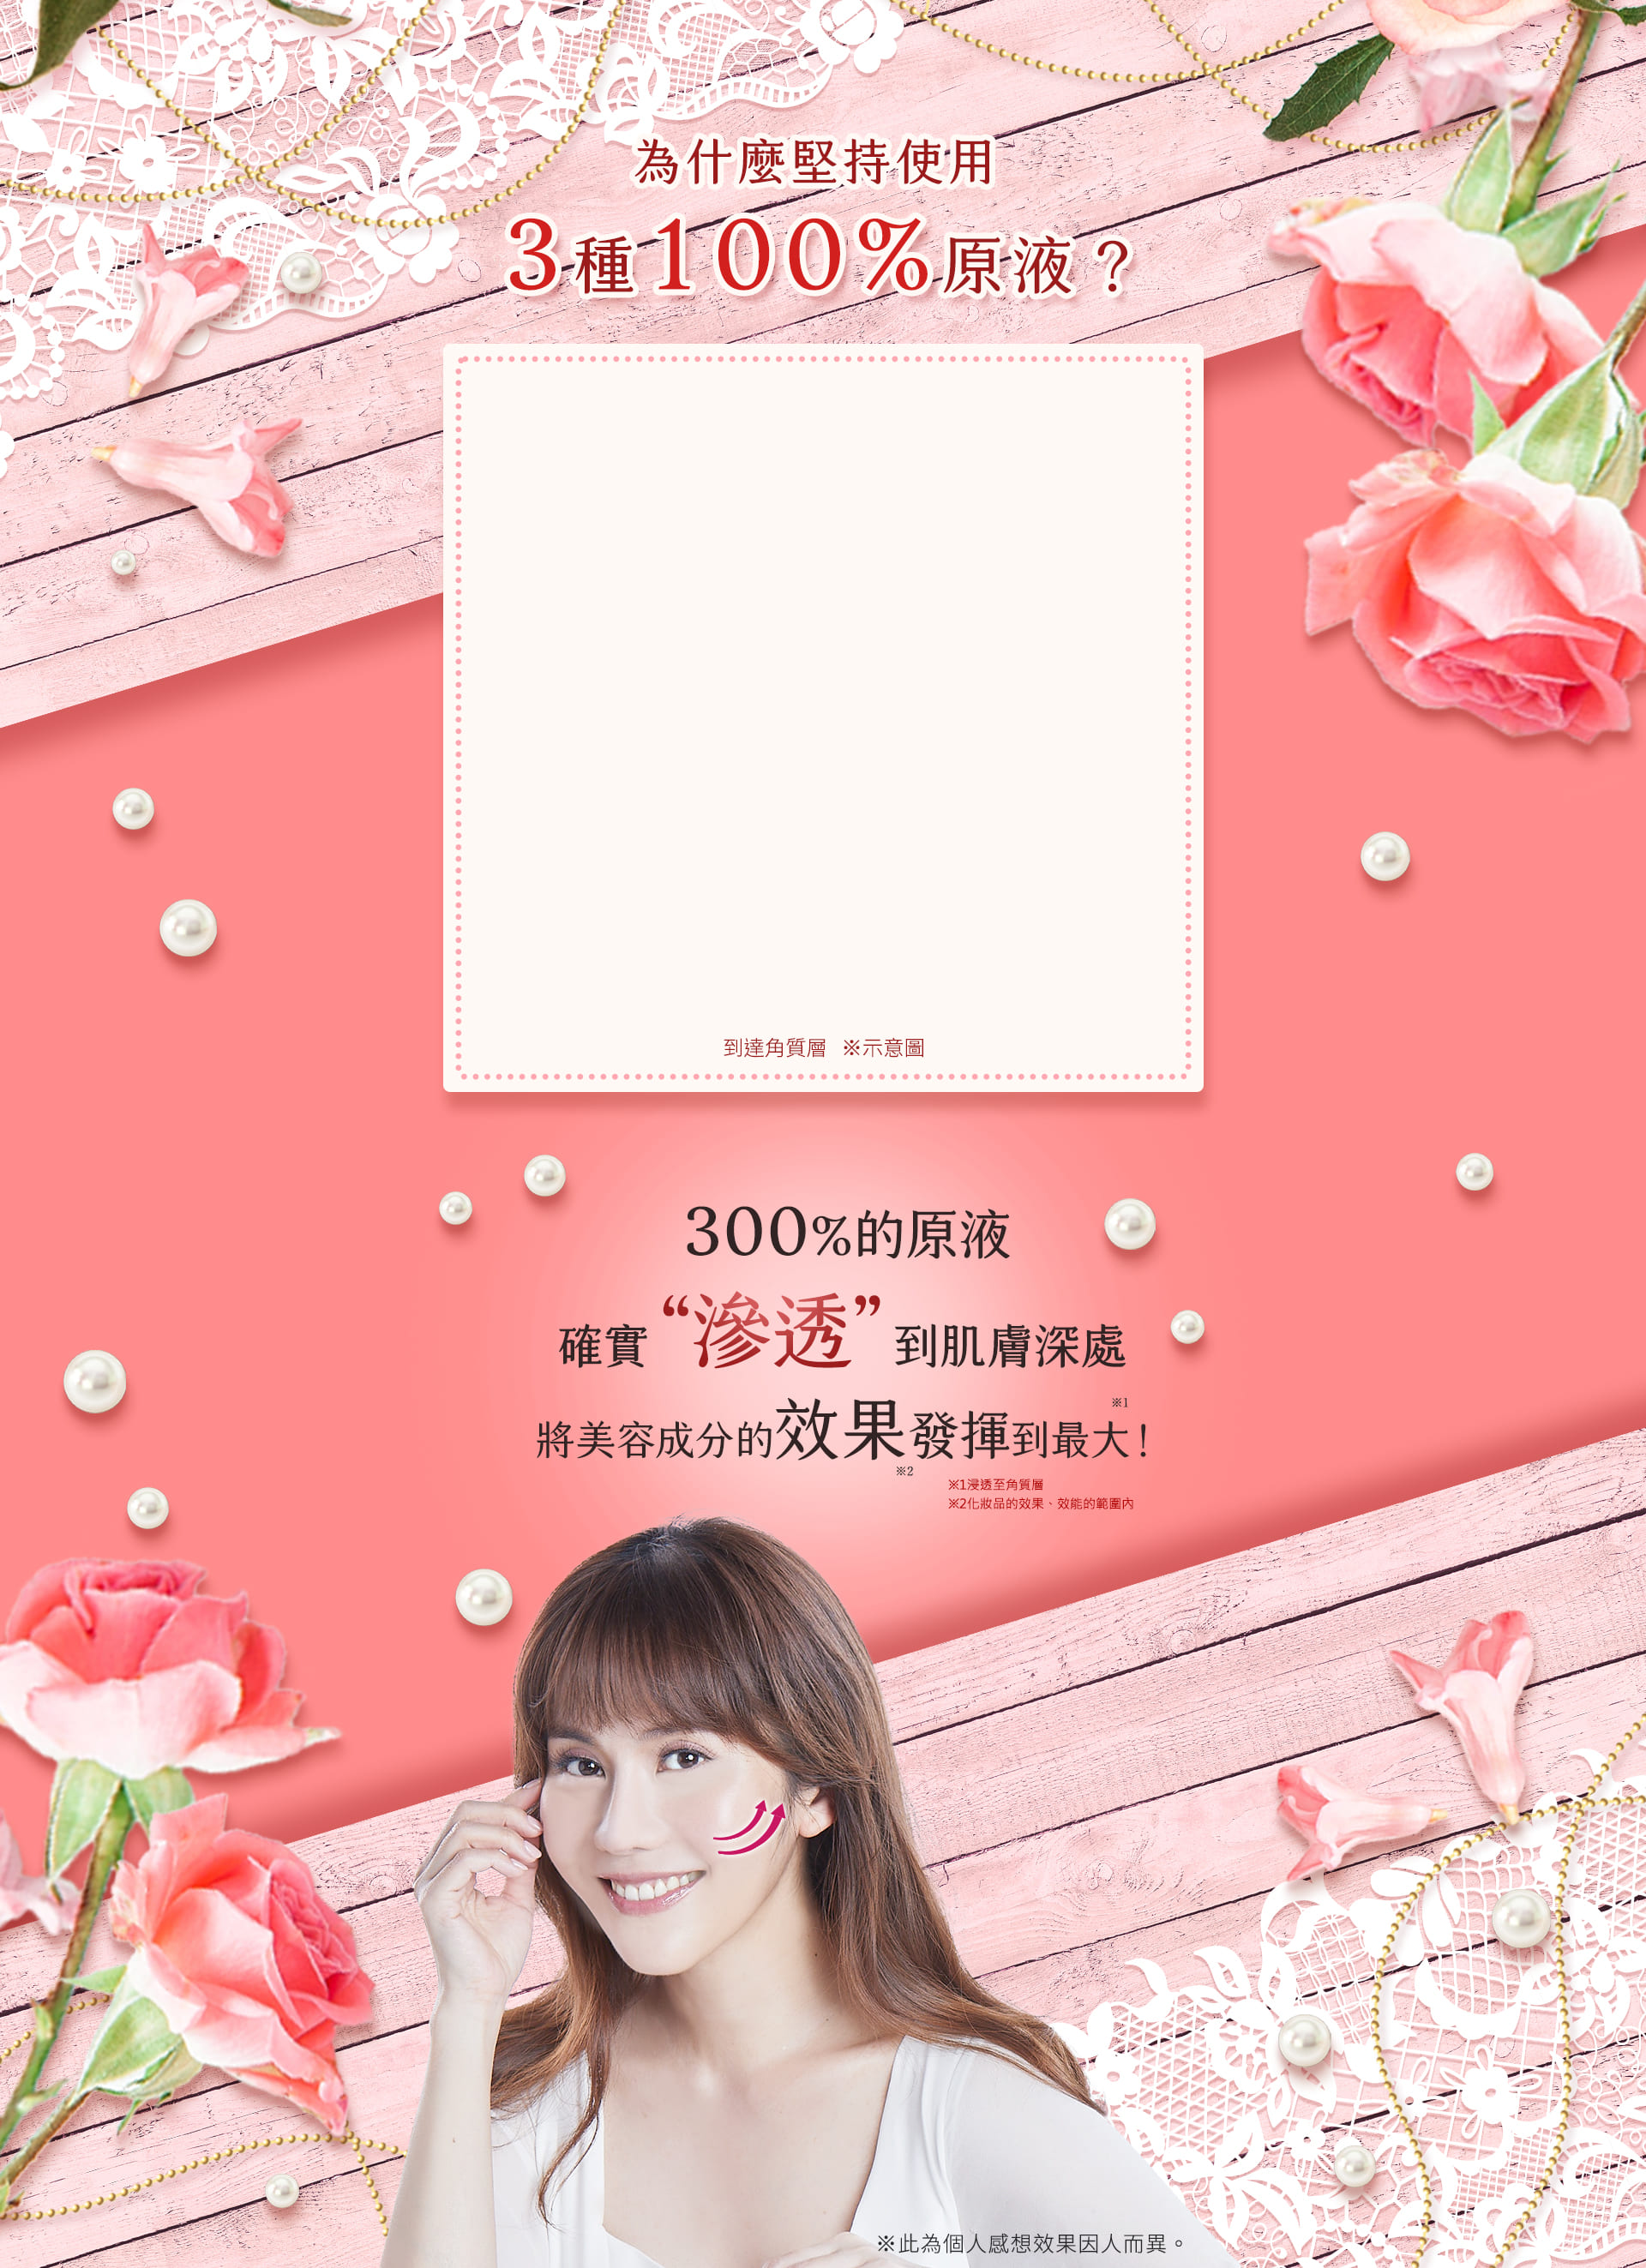 為什麼堅持使用
3種100%原液？
到達角質層 ※示意圖
300%的原液
確實“滲透”到肌膚深處
※1
將美容成分的效果發揮到最大！
※2
※1浸透至角質層
※2化妝品的效果、效能的範圍內
※此為個人感想效果因人而異。